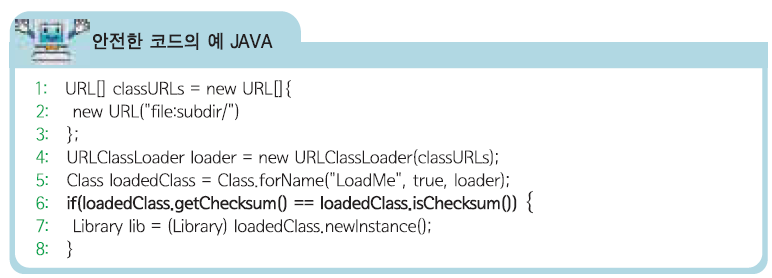 안전한 코드의 예 JAVA
1: URL[] classURLs = new URL[]{
2: new URL("file:subdir/")
3: };
4: URLClassLoader loader = new URLClassLoader(classURLs);
5: Class loadedClass = Class.forName("LoadMe", true, loader);
6: if(loadedClass.getChecksum() == loadedClass.isChecksum()) {
7: Library lib = (Library) loadedClass.newInstance();
8: }